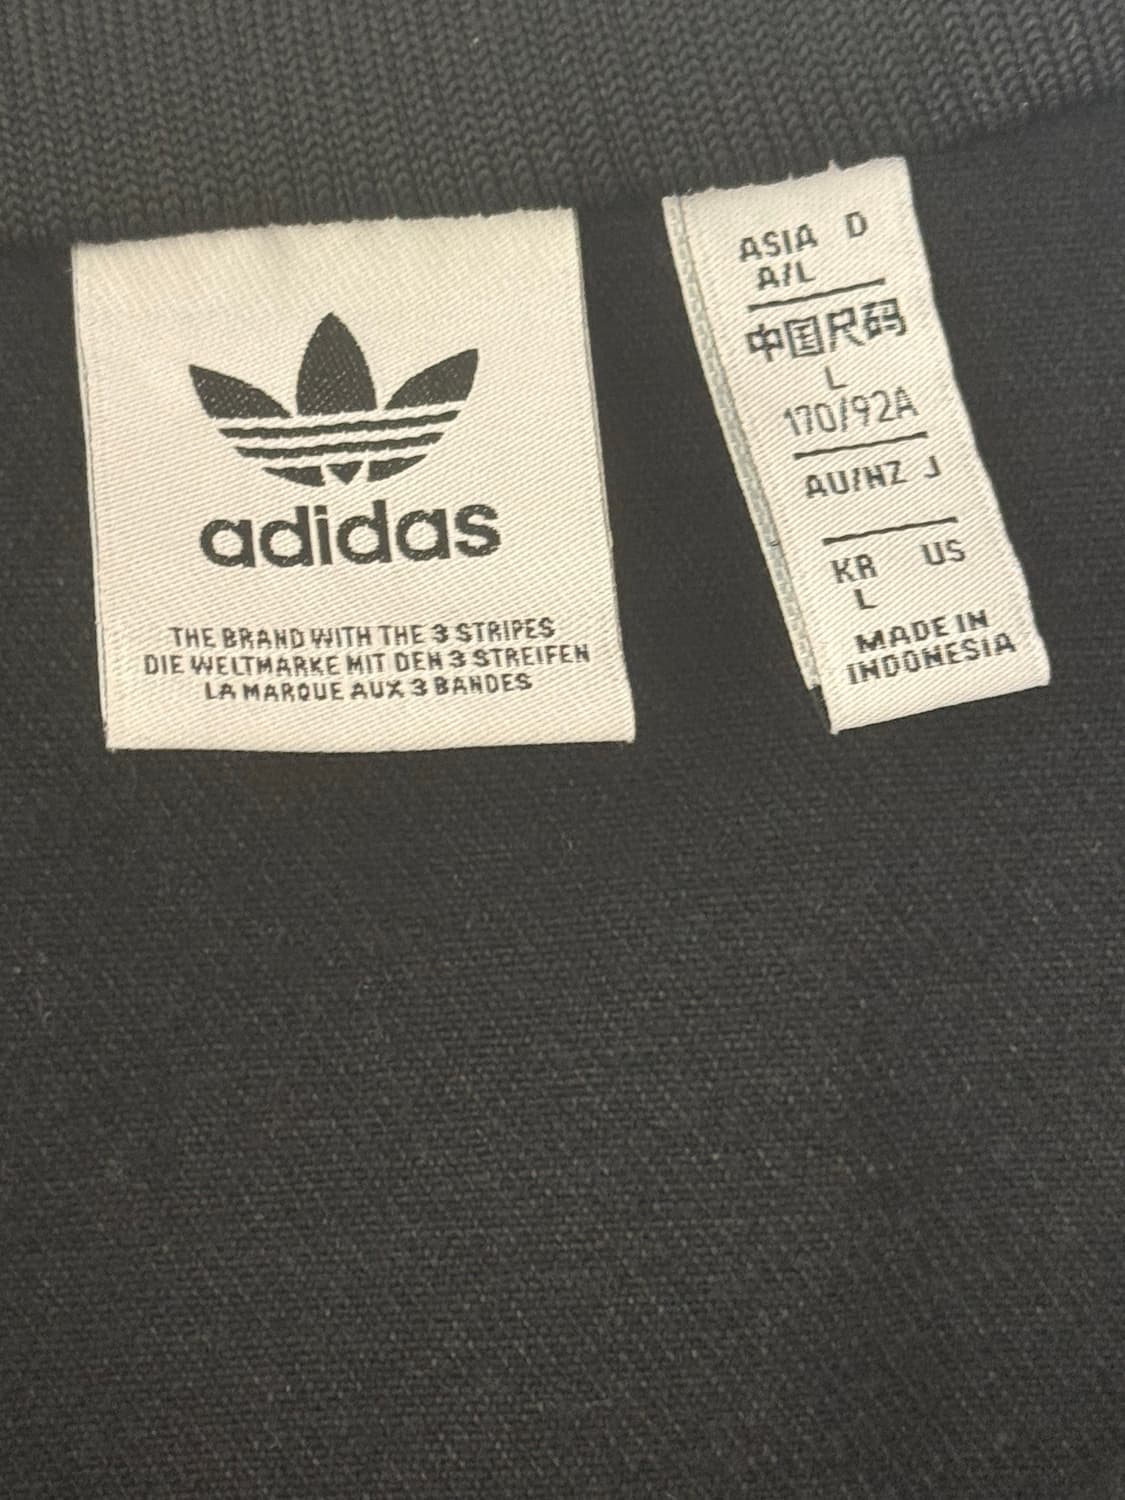 adidas
THE BRAND WITH THE 3 STRIPES
DIE WELTMARKE MIT DEN 3 STREIFEN
LA MARQUE AUX 3 BANDES
ASIA D
A/L
中国尺码
L
170/92A
AU/NZ J
KR US
L
MADE IN
INDONESIA